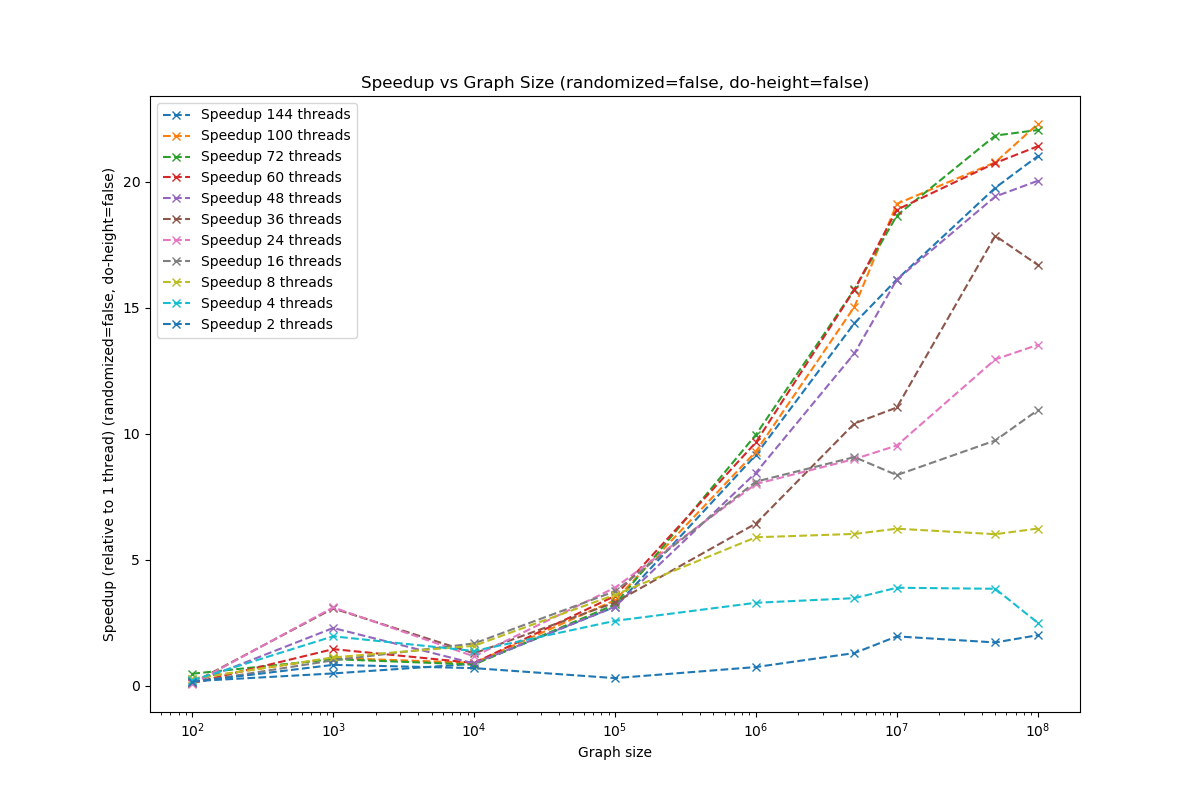 Speedup vs Graph Size (randomized=false, do-height=false)
Speedup 144 threads
Speedup 100 threads
Speedup 72 threads
Speedup 60 threads
Speedup 48 threads
Speedup 36 threads
Speedup 24 threads
Speedup 16 threads
Speedup 8 threads
Speedup 4 threads
Speedup 2 threads
Speedup (relative to 1 thread) (randomized=false, do-height=false)
20
15
10
5
0
10² 10³ 10⁴ 10⁵ 10⁶ 10⁷ 10⁸
Graph size